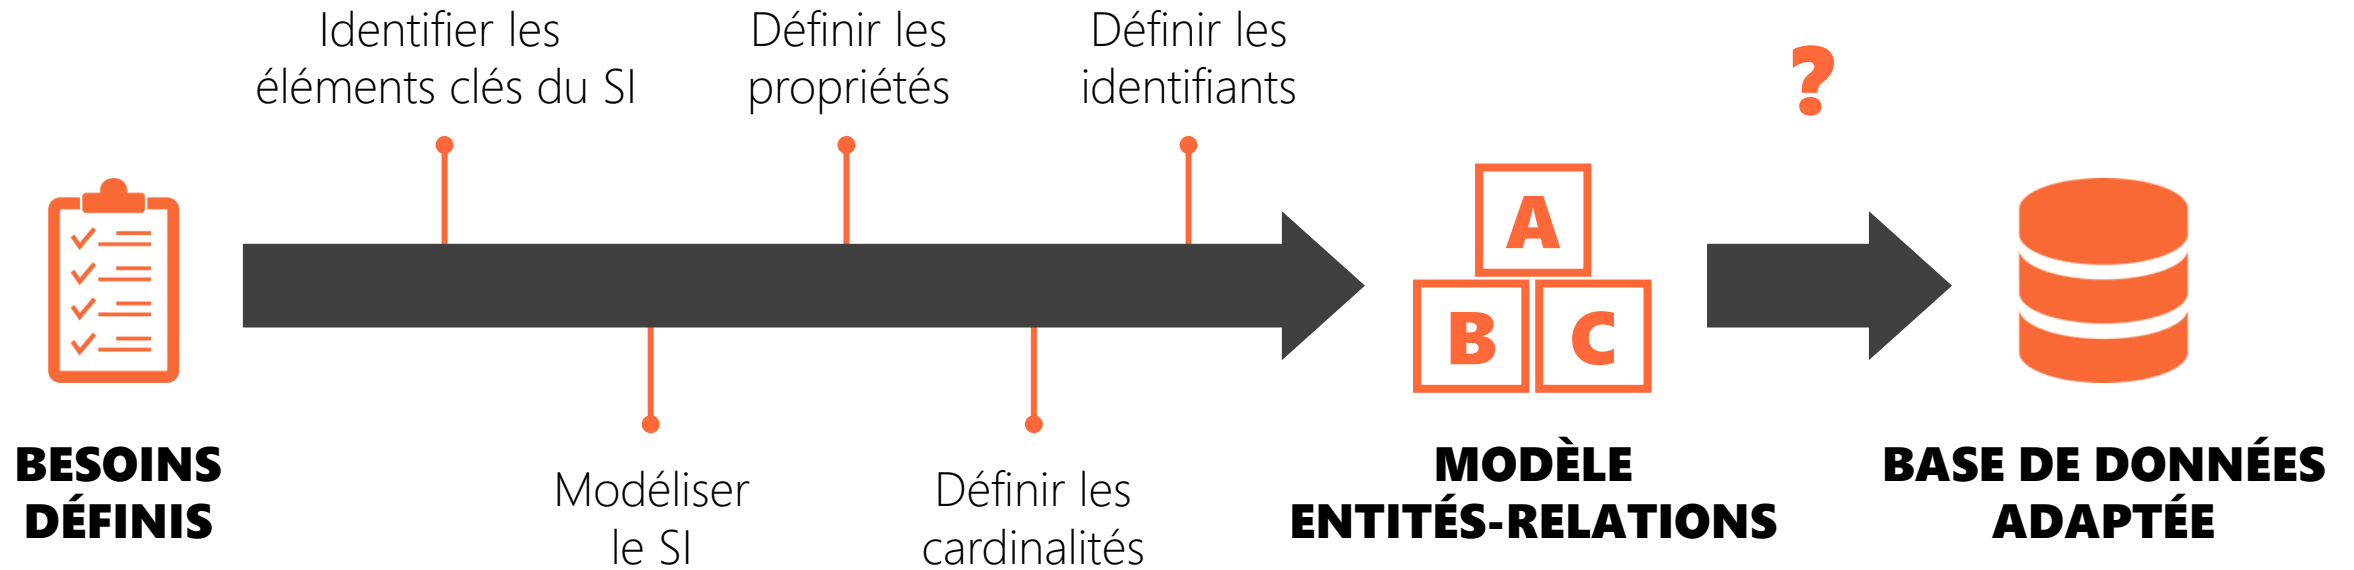 Identifier les
éléments clés du SI
Définir les
propriétés
Définir les
identifiants
?
A
B
C
BESOINS
DÉFINIS
Modéliser
le SI
Définir les
cardinalités
MODÈLE
ENTITÉS-RELATIONS
BASE DE DONNÉES
ADAPTÉE